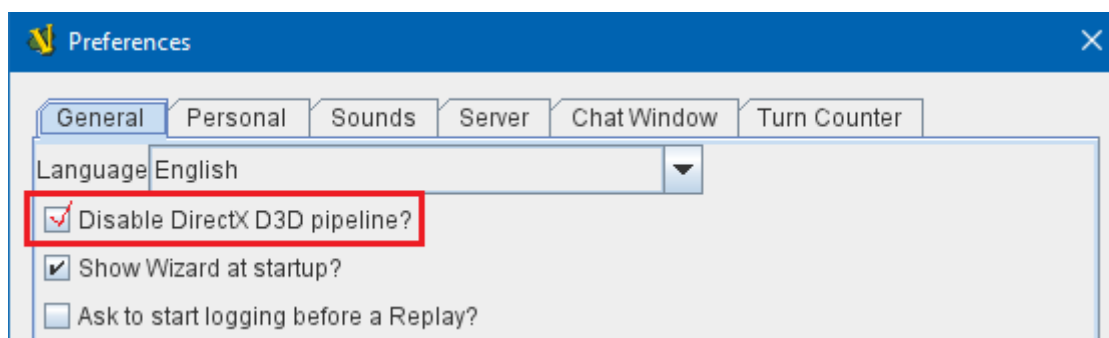 Preferences
General Personal Sounds Server Chat Window Turn Counter
Language English
Disable DirectX D3D pipeline?
Show Wizard at startup?
Ask to start logging before a Replay?